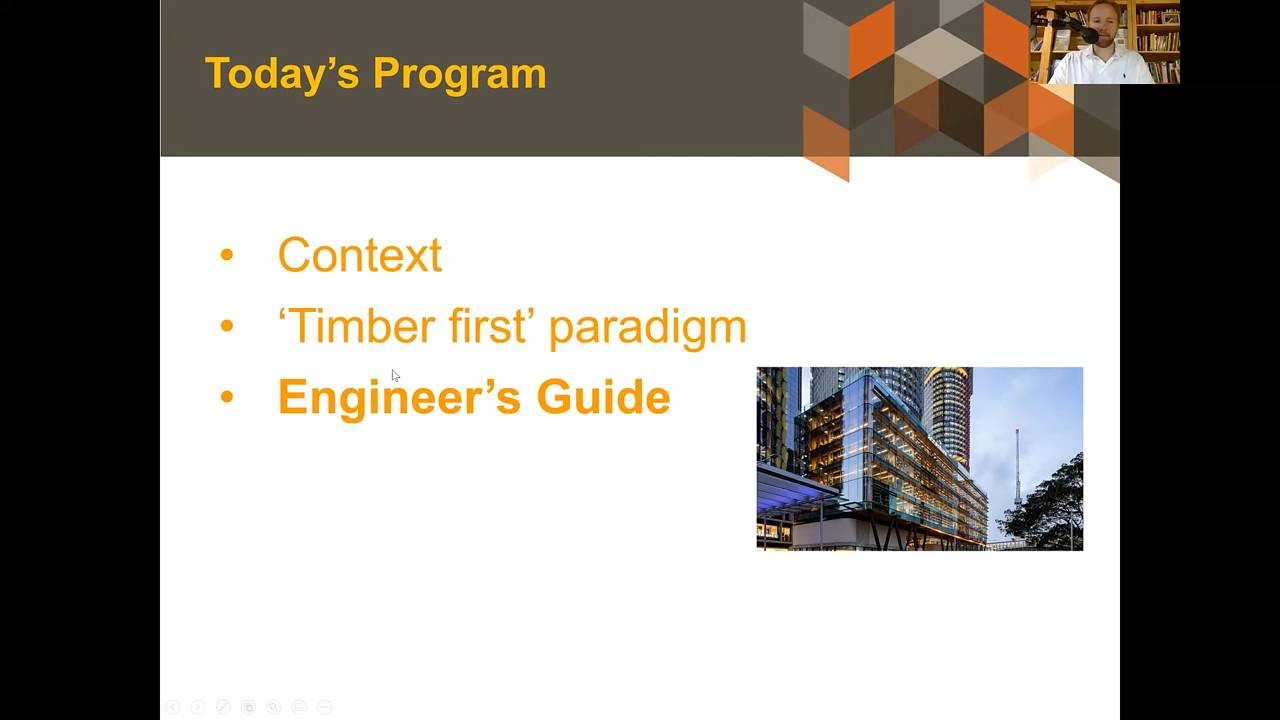 Today’s Program
• Context
• ‘Timber first’ paradigm
• Engineer’s Guide